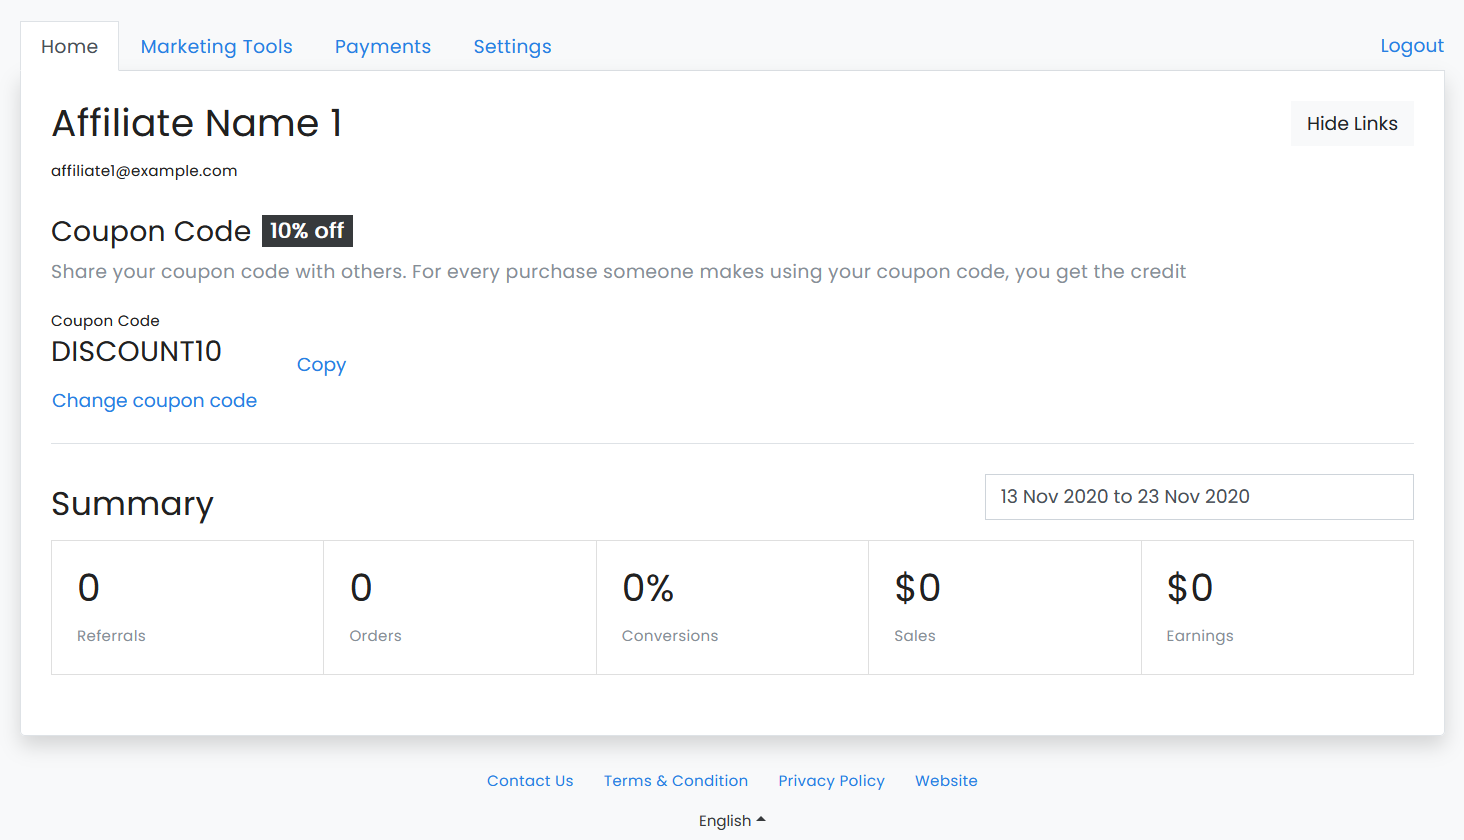 Home Marketing Tools Payments Settings Logout
Affiliate Name 1 Hide Links
affiliate1@example.com
Coupon Code 10% off
Share your coupon code with others. For every purchase someone makes using your coupon code, you get the credit
Coupon Code
DISCOUNT10
Copy
Change coupon code
Summary 13 Nov 2020 to 23 Nov 2020
0 0 0% $0 $0
Referrals Orders Conversions Sales Earnings
Contact Us Terms & Condition Privacy Policy Website
English